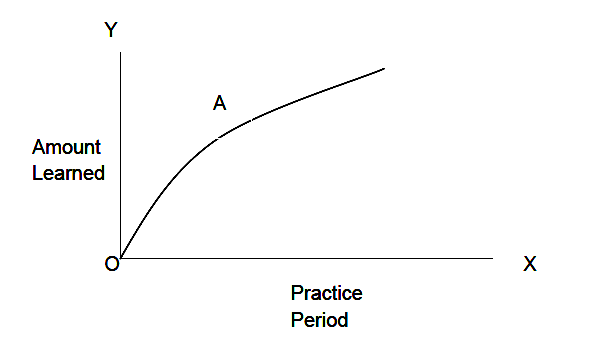 Y
A
Amount
Learned
O
X
Practice
Period